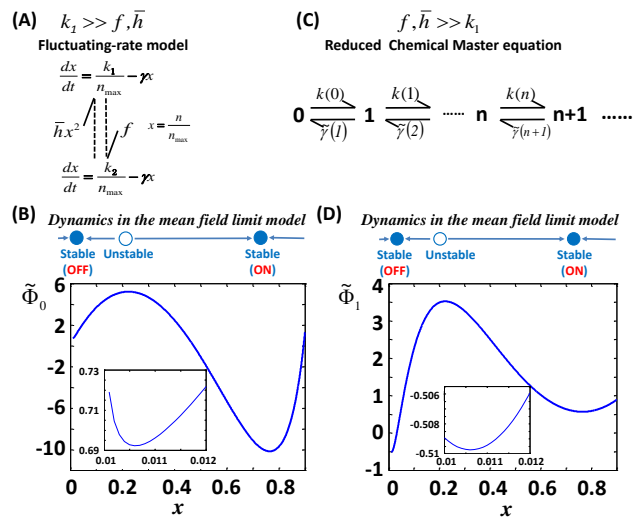 (A) k₁ >> f, h̅
Fluctuating-rate model
dx/dt = k₁/n_max − γx
h̅x² f x = n/n_max
dx/dt = k₂/n_max − γx
(C) f, h̅ >> k₁
Reduced Chemical Master equation
k(0) k(1) k(n)
0 1 2 ...... n n+1 ......
γ̃(1) γ̃(2) γ̃(n+1)
(B) Dynamics in the mean field limit model
Stable Unstable Stable
(OFF) (ON)
Φ̃₀
6
2
-2
-6
-10
0.73
0.71
0.69
0.01 0.011 0.012
0 0.2 0.4 0.6 0.8
x
(D) Dynamics in the mean field limit model
Stable Unstable Stable
(OFF) (ON)
Φ̃₁
4
3
2
1
0
-1
-0.506
-0.508
-0.51
0.01 0.011 0.012
0 0.2 0.4 0.6 0.8
x